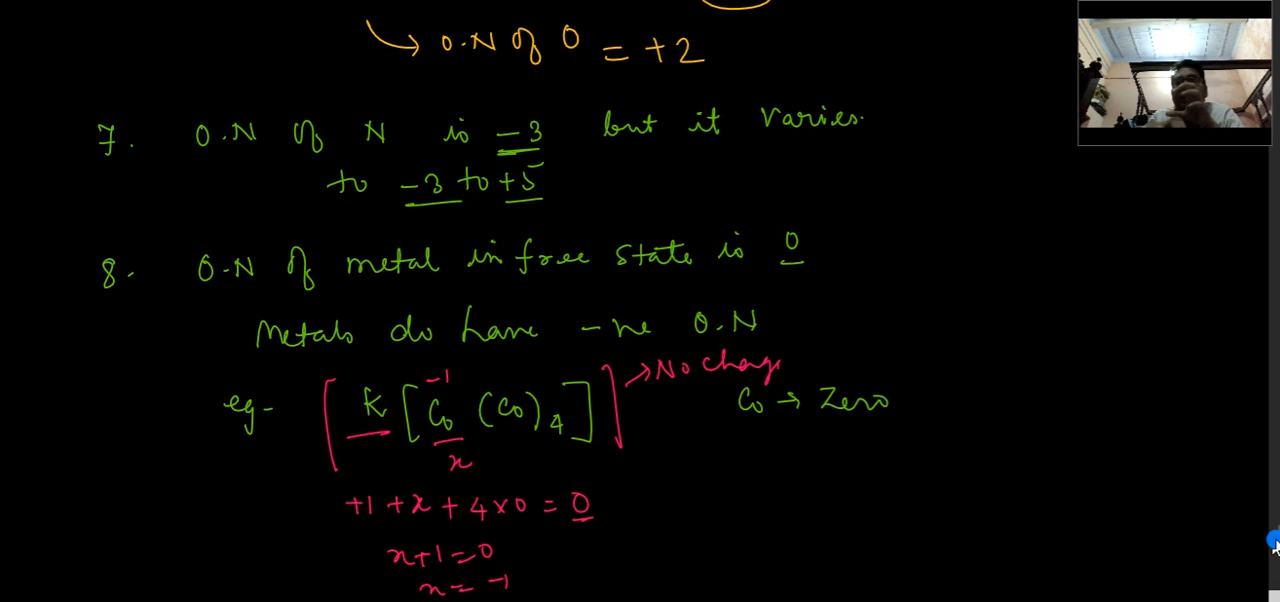 O.N of O = +2
7. O.N of N is -3 but it varies.
to -3 to +5
8. O.N of metal in free state is 0
Metals do have -ve O.N
eg- [K[Co(CO)4]] → No charge CO → Zero
-1
x
+1 + x + 4×0 = 0
x+1=0
x = -1